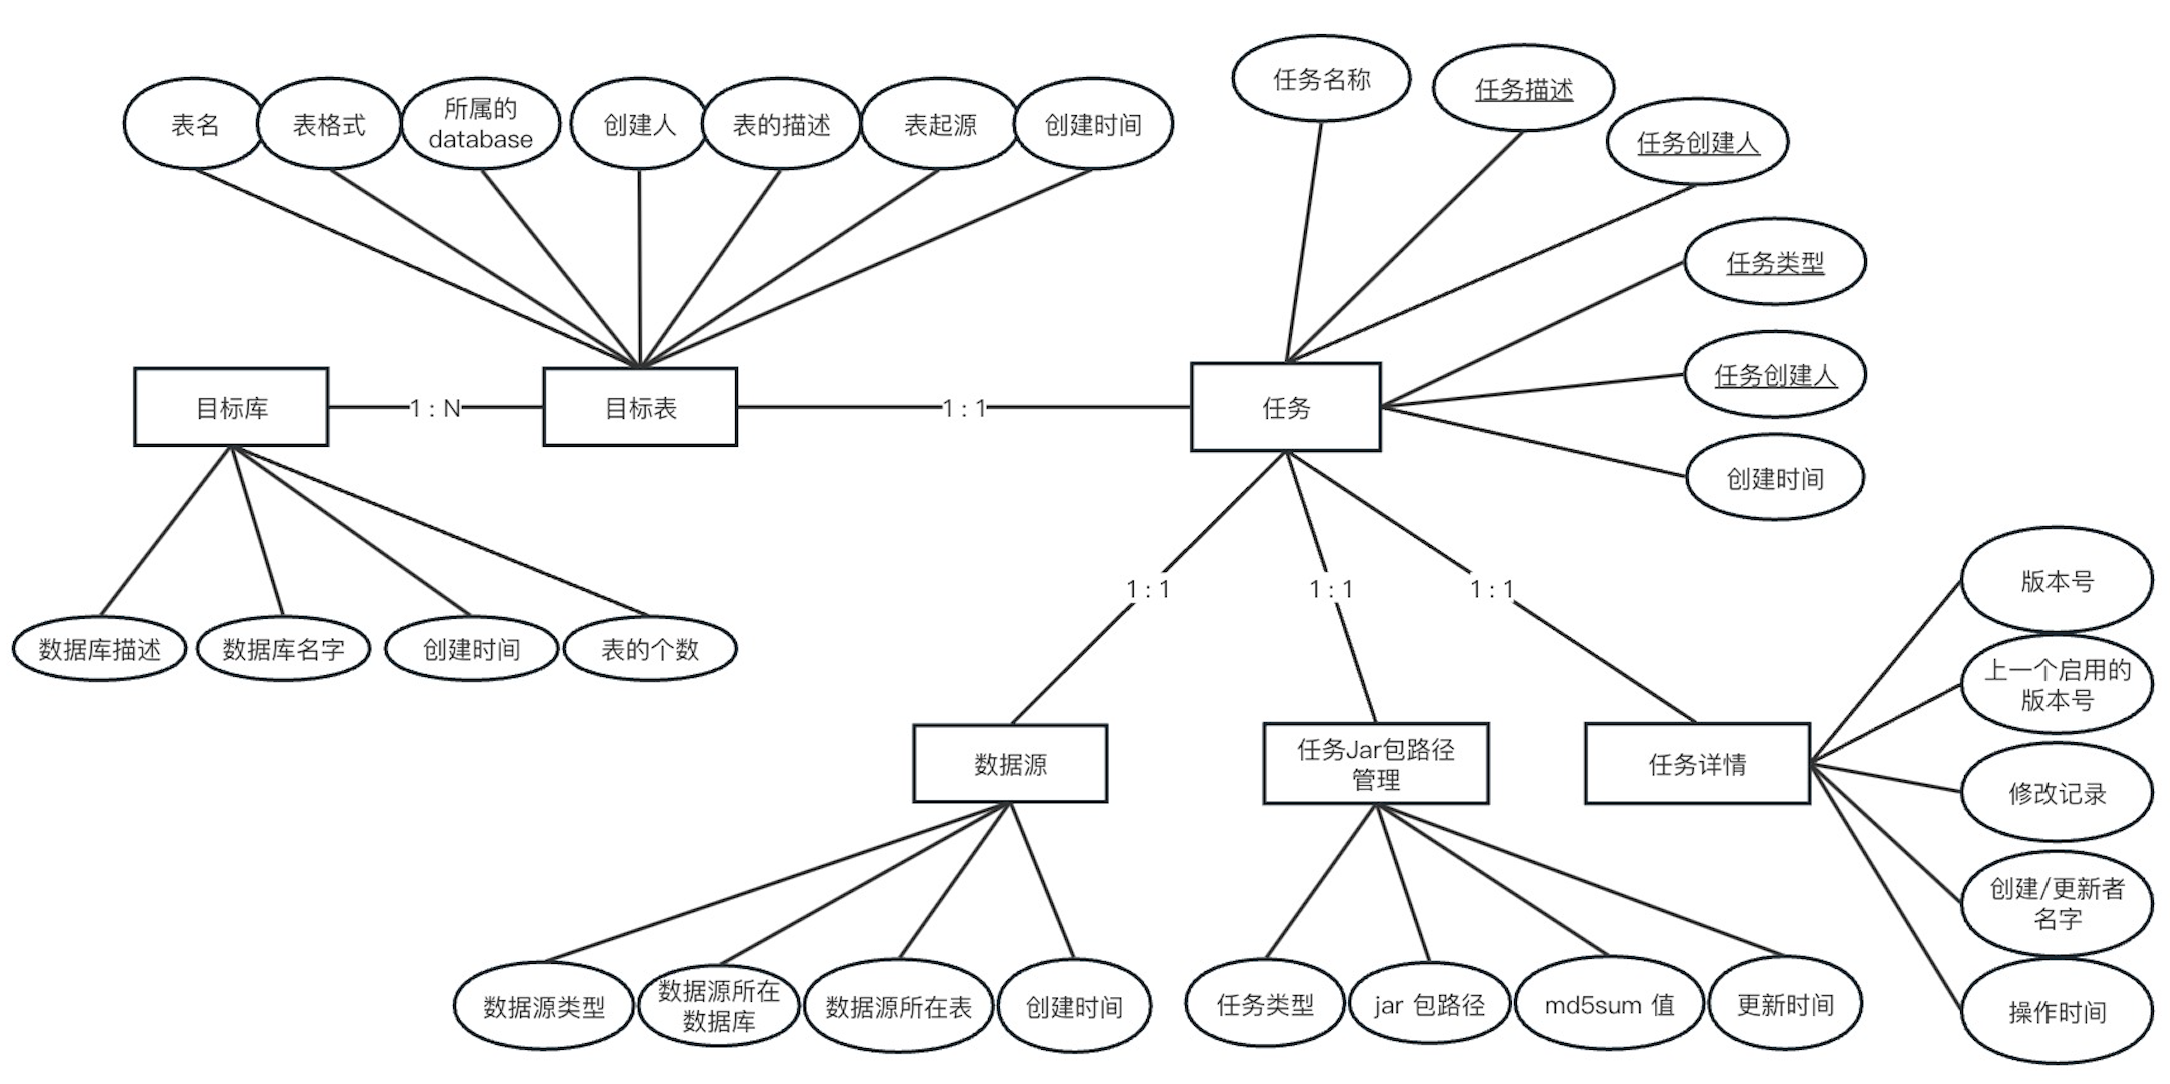 表名
表格式
所属的
database
创建人
表的描述
表起源
创建时间
任务名称
任务描述
任务创建人
任务类型
任务创建人
创建时间
目标库
1 : N
目标表
1 : 1
任务
数据库描述
数据库名字
创建时间
表的个数
1 : 1
1 : 1
1 : 1
数据源
任务Jar包路径
管理
任务详情
版本号
上一个启用的
版本号
修改记录
创建/更新者
名字
操作时间
数据源类型
数据源所在
数据库
数据源所在表
创建时间
任务类型
jar 包路径
md5sum 值
更新时间